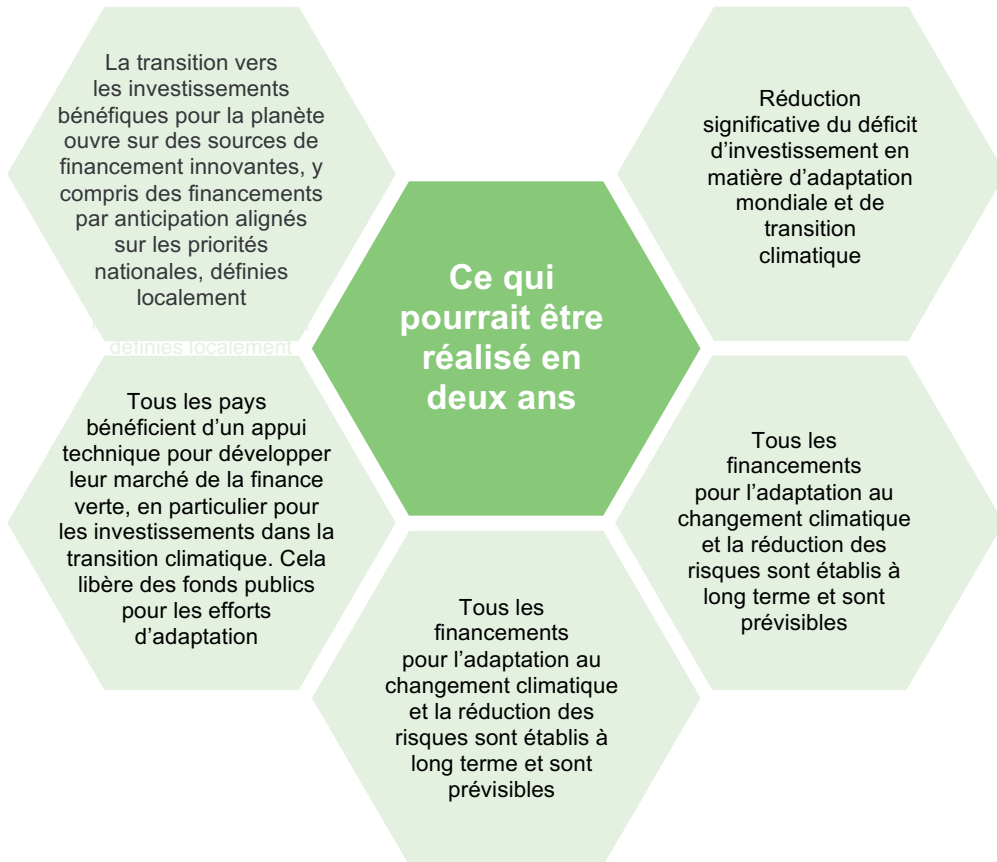 La transition vers
les investissements
bénéfiques pour la planète
ouvre sur des sources de
financement innovantes, y
compris des financements
par anticipation alignés
sur les priorités
nationales, définies
localement
définies localement
Réduction
significative du déficit
d’investissement en
matière d’adaptation
mondiale et de
transition
climatique
Ce qui
pourrait être
réalisé en
deux ans
Tous les pays
bénéficient d’un appui
technique pour développer
leur marché de la finance
verte, en particulier pour
les investissements dans la
transition climatique. Cela
libère des fonds publics
pour les efforts
d’adaptation
Tous les
financements
pour l’adaptation au
changement climatique
et la réduction des
risques sont établis à
long terme et sont
prévisibles
Tous les
financements
pour l’adaptation au
changement climatique
et la réduction des
risques sont établis à
long terme et sont
prévisibles